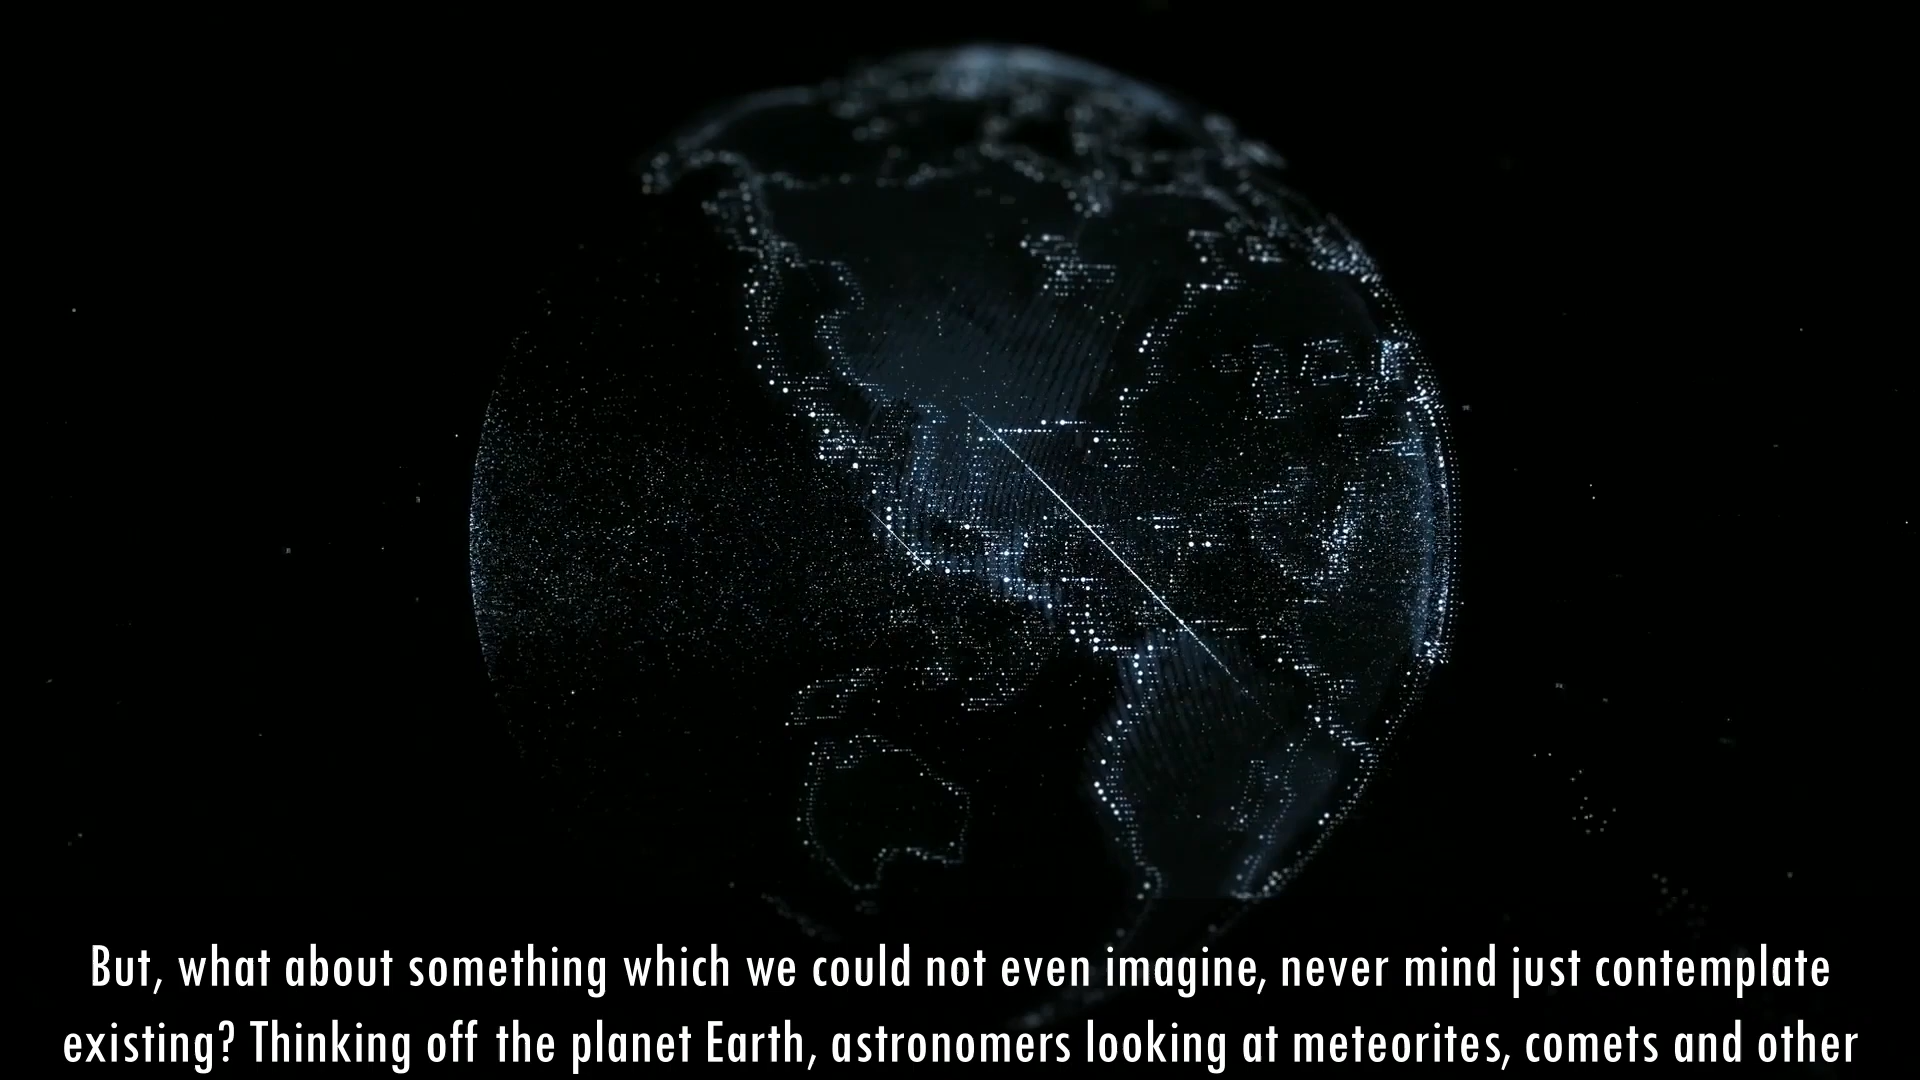 But, what about something which we could not even imagine, never mind just contemplate
existing? Thinking off the planet Earth, astronomers looking at meteorites, comets and other